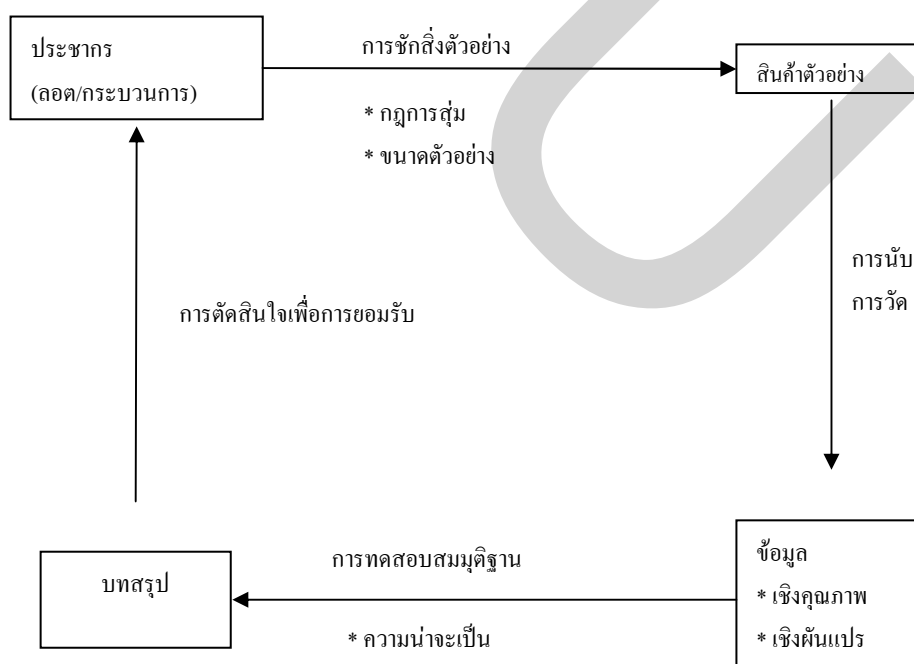 ประชากร
(ลอต/กระบวนการ)
การชักสิ่งตัวอย่าง
* กฎการสุ่ม
* ขนาดตัวอย่าง
สินค้าตัวอย่าง
การนับ
การวัด
การตัดสินใจเพื่อการยอมรับ
ข้อมูล
* เชิงคุณภาพ
* เชิงผันแปร
การทดสอบสมมุติฐาน
* ความน่าจะเป็น
บทสรุป